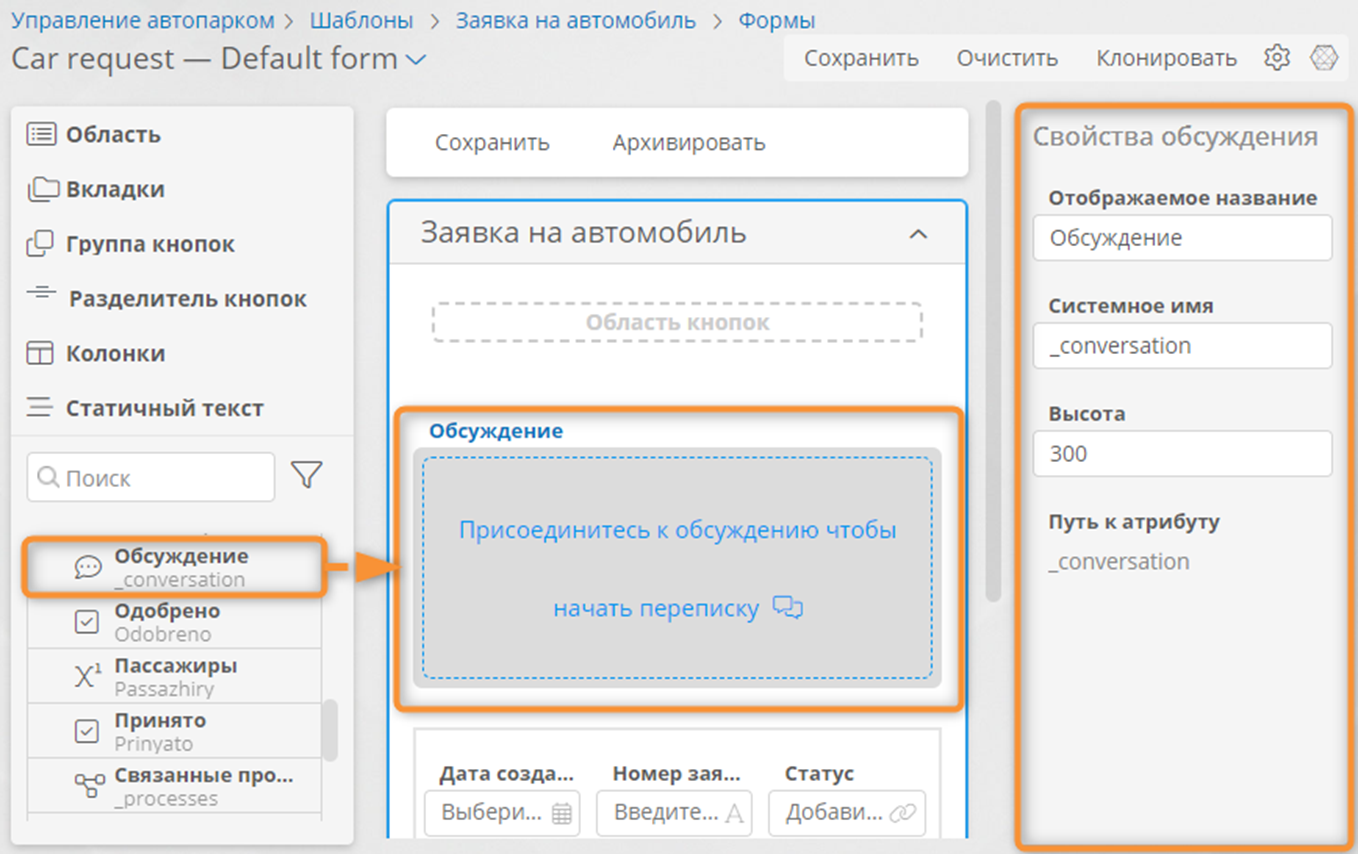 Управление автопарком > Шаблоны > Заявка на автомобиль > Формы
Car request — Default form
Сохранить Очистить Клонировать
Область
Вкладки
Группа кнопок
Разделитель кнопок
Колонки
Статичный текст
Поиск
Обсуждение
_conversation
Одобрено
Odobreno
Пассажиры
Passazhiry
Принято
Prinyato
Связанные про...
_processes
Сохранить Архивировать
Заявка на автомобиль
Область кнопок
Обсуждение
Присоединитесь к обсуждению чтобы
начать переписку
Дата созда... Номер зая... Статус
Выбери... Введите... Добави...
Свойства обсуждения
Отображаемое название
Обсуждение
Системное имя
_conversation
Высота
300
Путь к атрибуту
_conversation